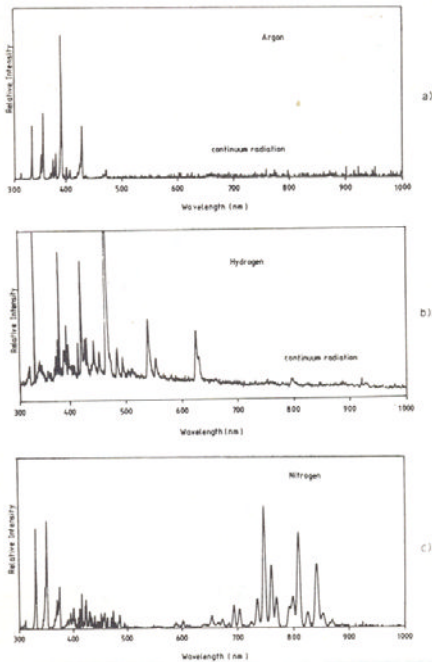 Argon
a)
Relative Intensity
continuum radiation
300 400 500 600 700 800 900 1000
Wavelength (nm)
Hydrogen
b)
Relative Intensity
continuum radiation
300 400 500 600 700 800 900 1000
Wavelength (nm)
Nitrogen
c)
Relative Intensity
300 400 500 600 700 800 900 1000
Wavelength (nm)